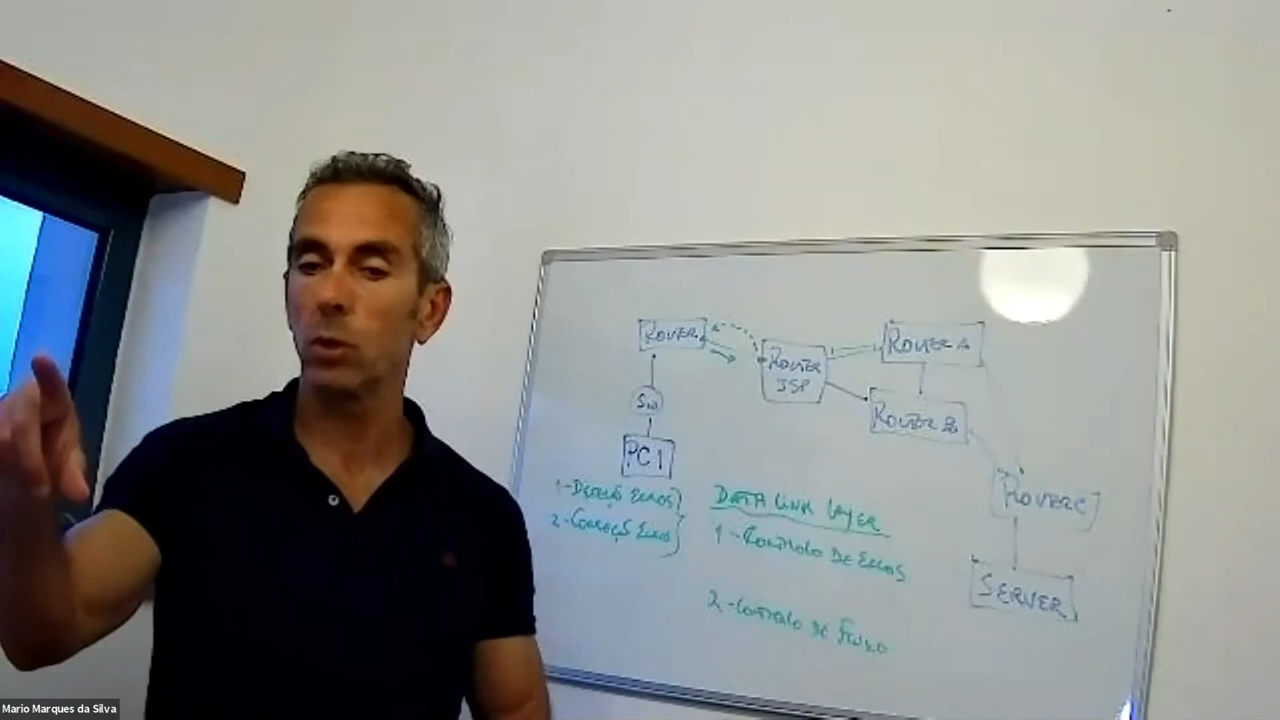 ROUTER
ROUTER
ISP
ROUTER A
SW
ROUTER B
PC1
ROUTER C
1-DETEÇÃO ERROS
2-CORREÇÃO ERROS
DATA LINK LAYER
1-CONTROLO DE ERROS
SERVER
2-CONTROLO DE FLUXO
Mario Marques da Silva